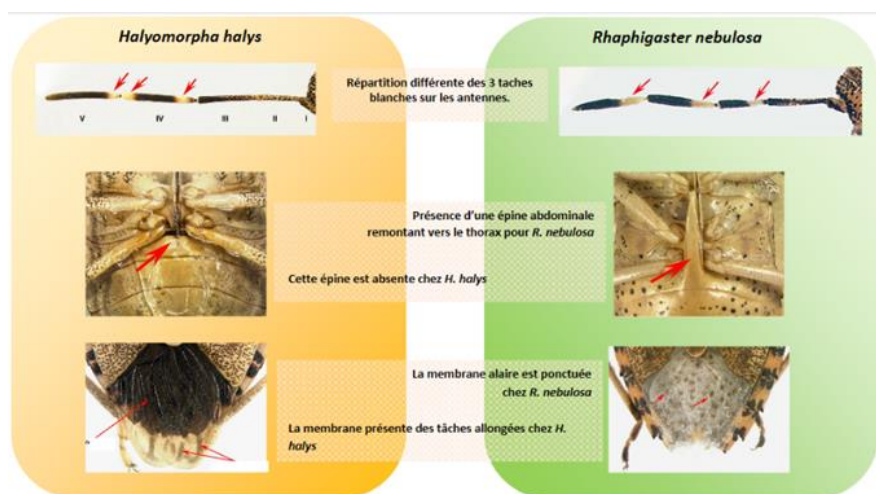 Halyomorpha halys
Rhaphigaster nebulosa
V IV III II I
Répartition différente des 3 taches
blanches sur les antennes.
Présence d'une épine abdominale
remontant vers le thorax pour R. nebulosa
Cette épine est absente chez H. halys
La membrane alaire est ponctuée
chez R. nebulosa
La membrane présente des tâches allongées chez H.
halys